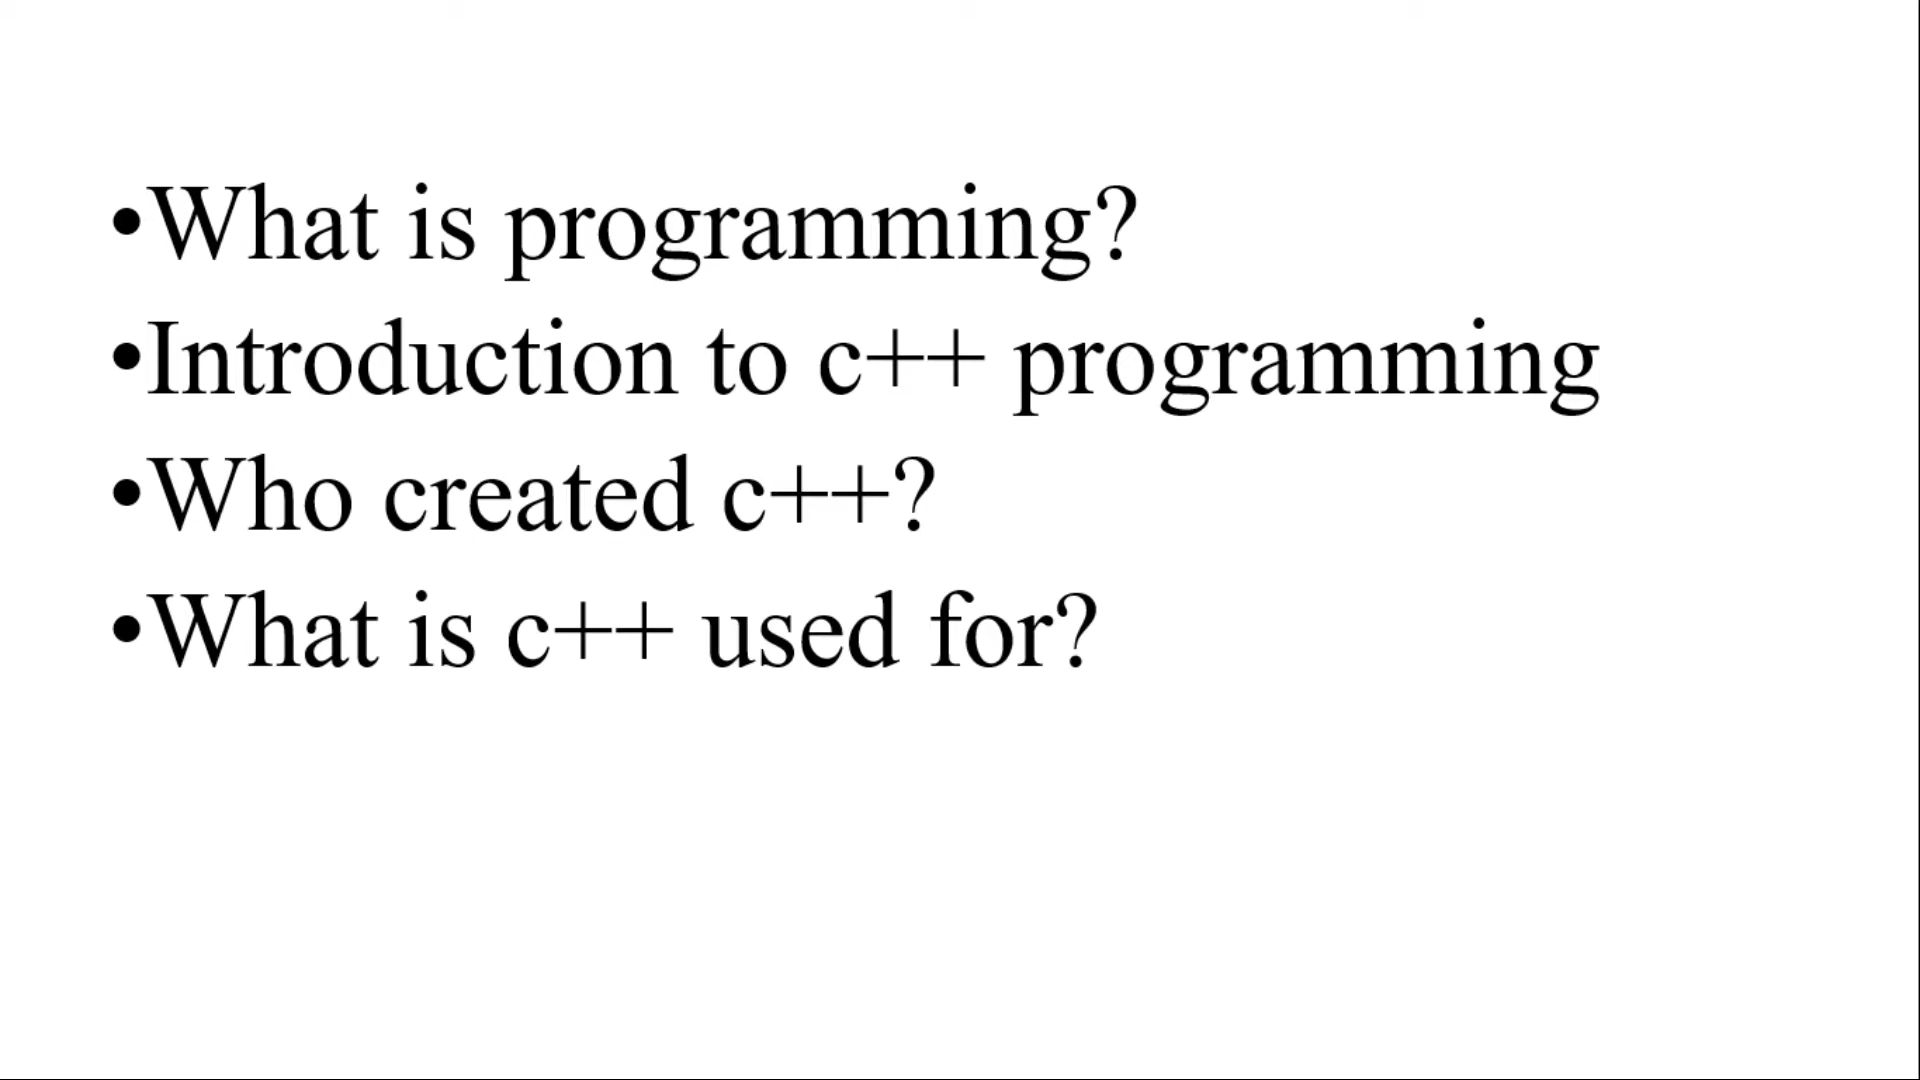 •What is programming?
•Introduction to c++ programming
•Who created c++?
•What is c++ used for?